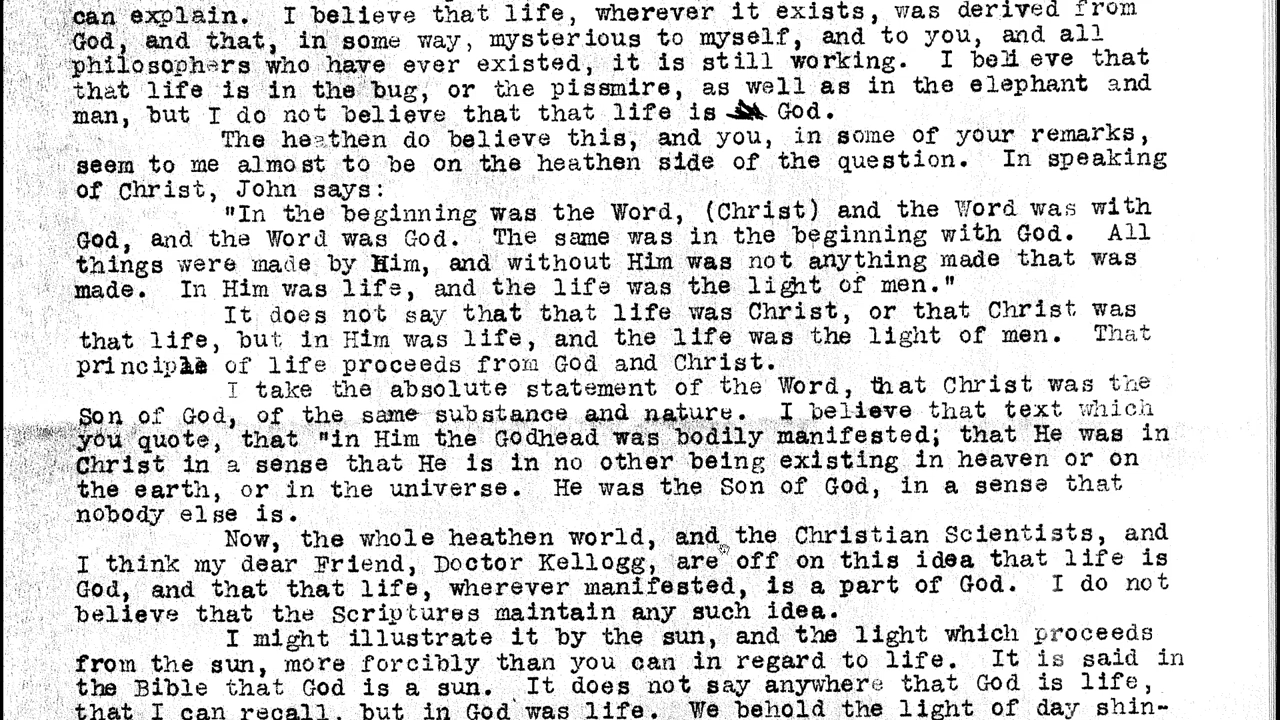 can explain.  I believe that life, wherever it exists, was derived from
God, and that, in some way, mysterious to myself, and to you, and all
philosophers who have ever existed, it is still working.  I beli eve that
that life is in the bug, or the pissmire, as well as in the elephant and
man, but I do not believe that that life is God.
The heathen do believe this, and you, in some of your remarks,
seem to me almost to be on the heathen side of the question.  In speaking
of Christ, John says:
"In the beginning was the Word, (Christ) and the Word was with
God, and the Word was God.  The same was in the beginning with God.  All
things were made by Him, and without Him was not anything made that was
made.  In Him was life, and the life was the light of men."
It does not say that that life was Christ, or that Christ was
that life, but in Him was life, and the life was the light of men.  That
principle of life proceeds from God and Christ.
I take the absolute statement of the Word, that Christ was the
Son of God, of the same substance and nature.  I believe that text which
you quote, that "in Him the Godhead was bodily manifested; that He was in
Christ in a sense that He is in no other being existing in heaven or on
the earth, or in the universe.  He was the Son of God, in a sense that
nobody else is.
Now, the whole heathen world, and the Christian Scientists, and
I think my dear Friend, Doctor Kellogg, are off on this idea that life is
God, and that that life, wherever manifested, is a part of God.  I do not
believe that the Scriptures maintain any such idea.
I might illustrate it by the sun, and the light which proceeds
from the sun, more forcibly than you can in regard to life.  It is said in
the Bible that God is a sun.  It does not say anywhere that God is life,
that I can recall, but in God was life.  We behold the light of day shin-